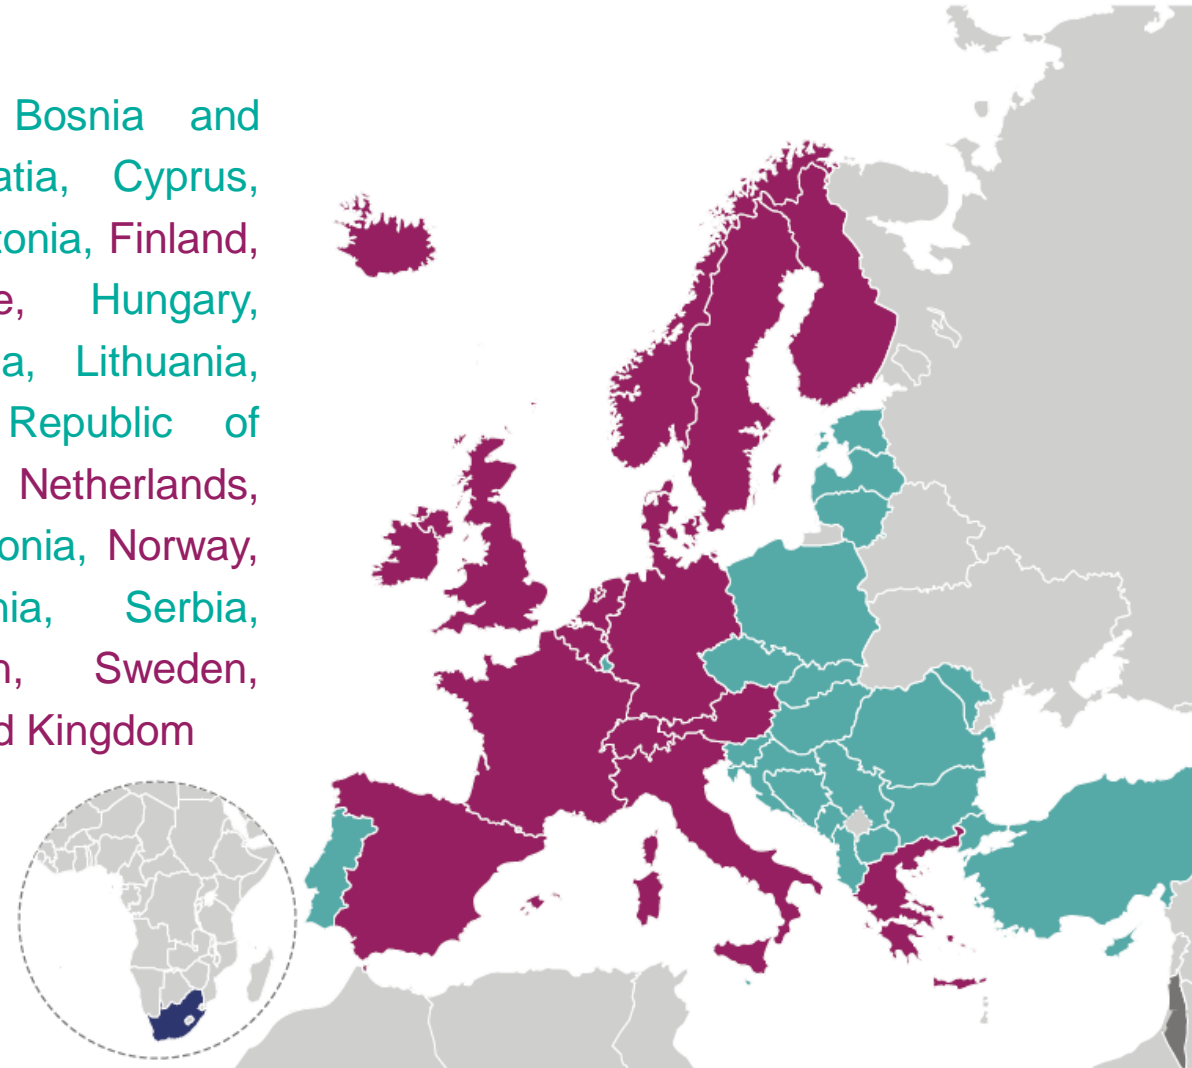 Bosnia and
atia, Cyprus,
tonia, Finland,
e, Hungary,
a, Lithuania,
Republic of
Netherlands,
onia, Norway,
nia, Serbia,
n, Sweden,
d Kingdom